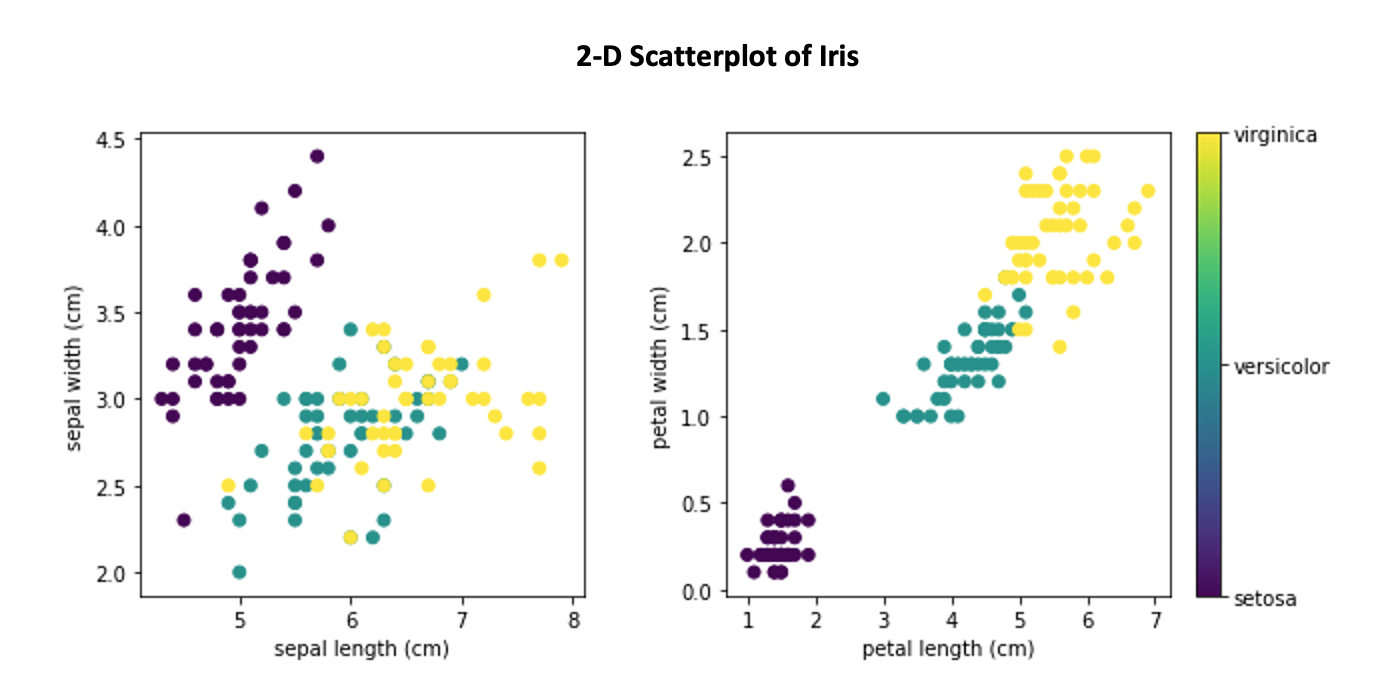 2-D Scatterplot of Iris
4.5
4.0
3.5
3.0
2.5
2.0
sepal width (cm)
5 6 7 8
sepal length (cm)
2.5
2.0
1.5
1.0
0.5
0.0
petal width (cm)
1 2 3 4 5 6 7
petal length (cm)
virginica
versicolor
setosa